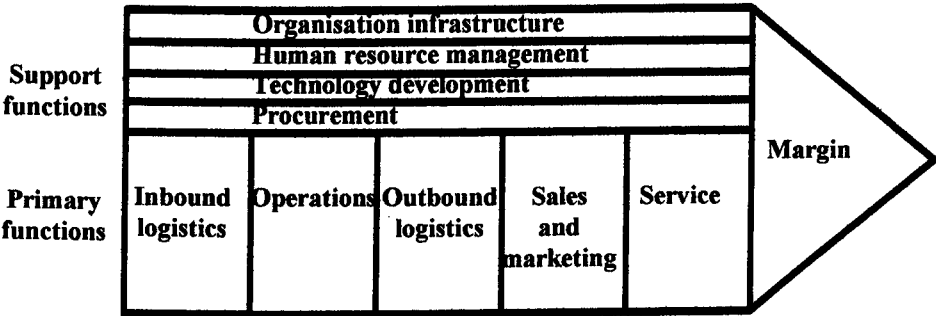 Organisation infrastructure
Human resource management
Support
functions
Technology development
Procurement
Margin
Primary
functions
Inbound
logistics
Operations
Outbound
logistics
Sales
and
marketing
Service